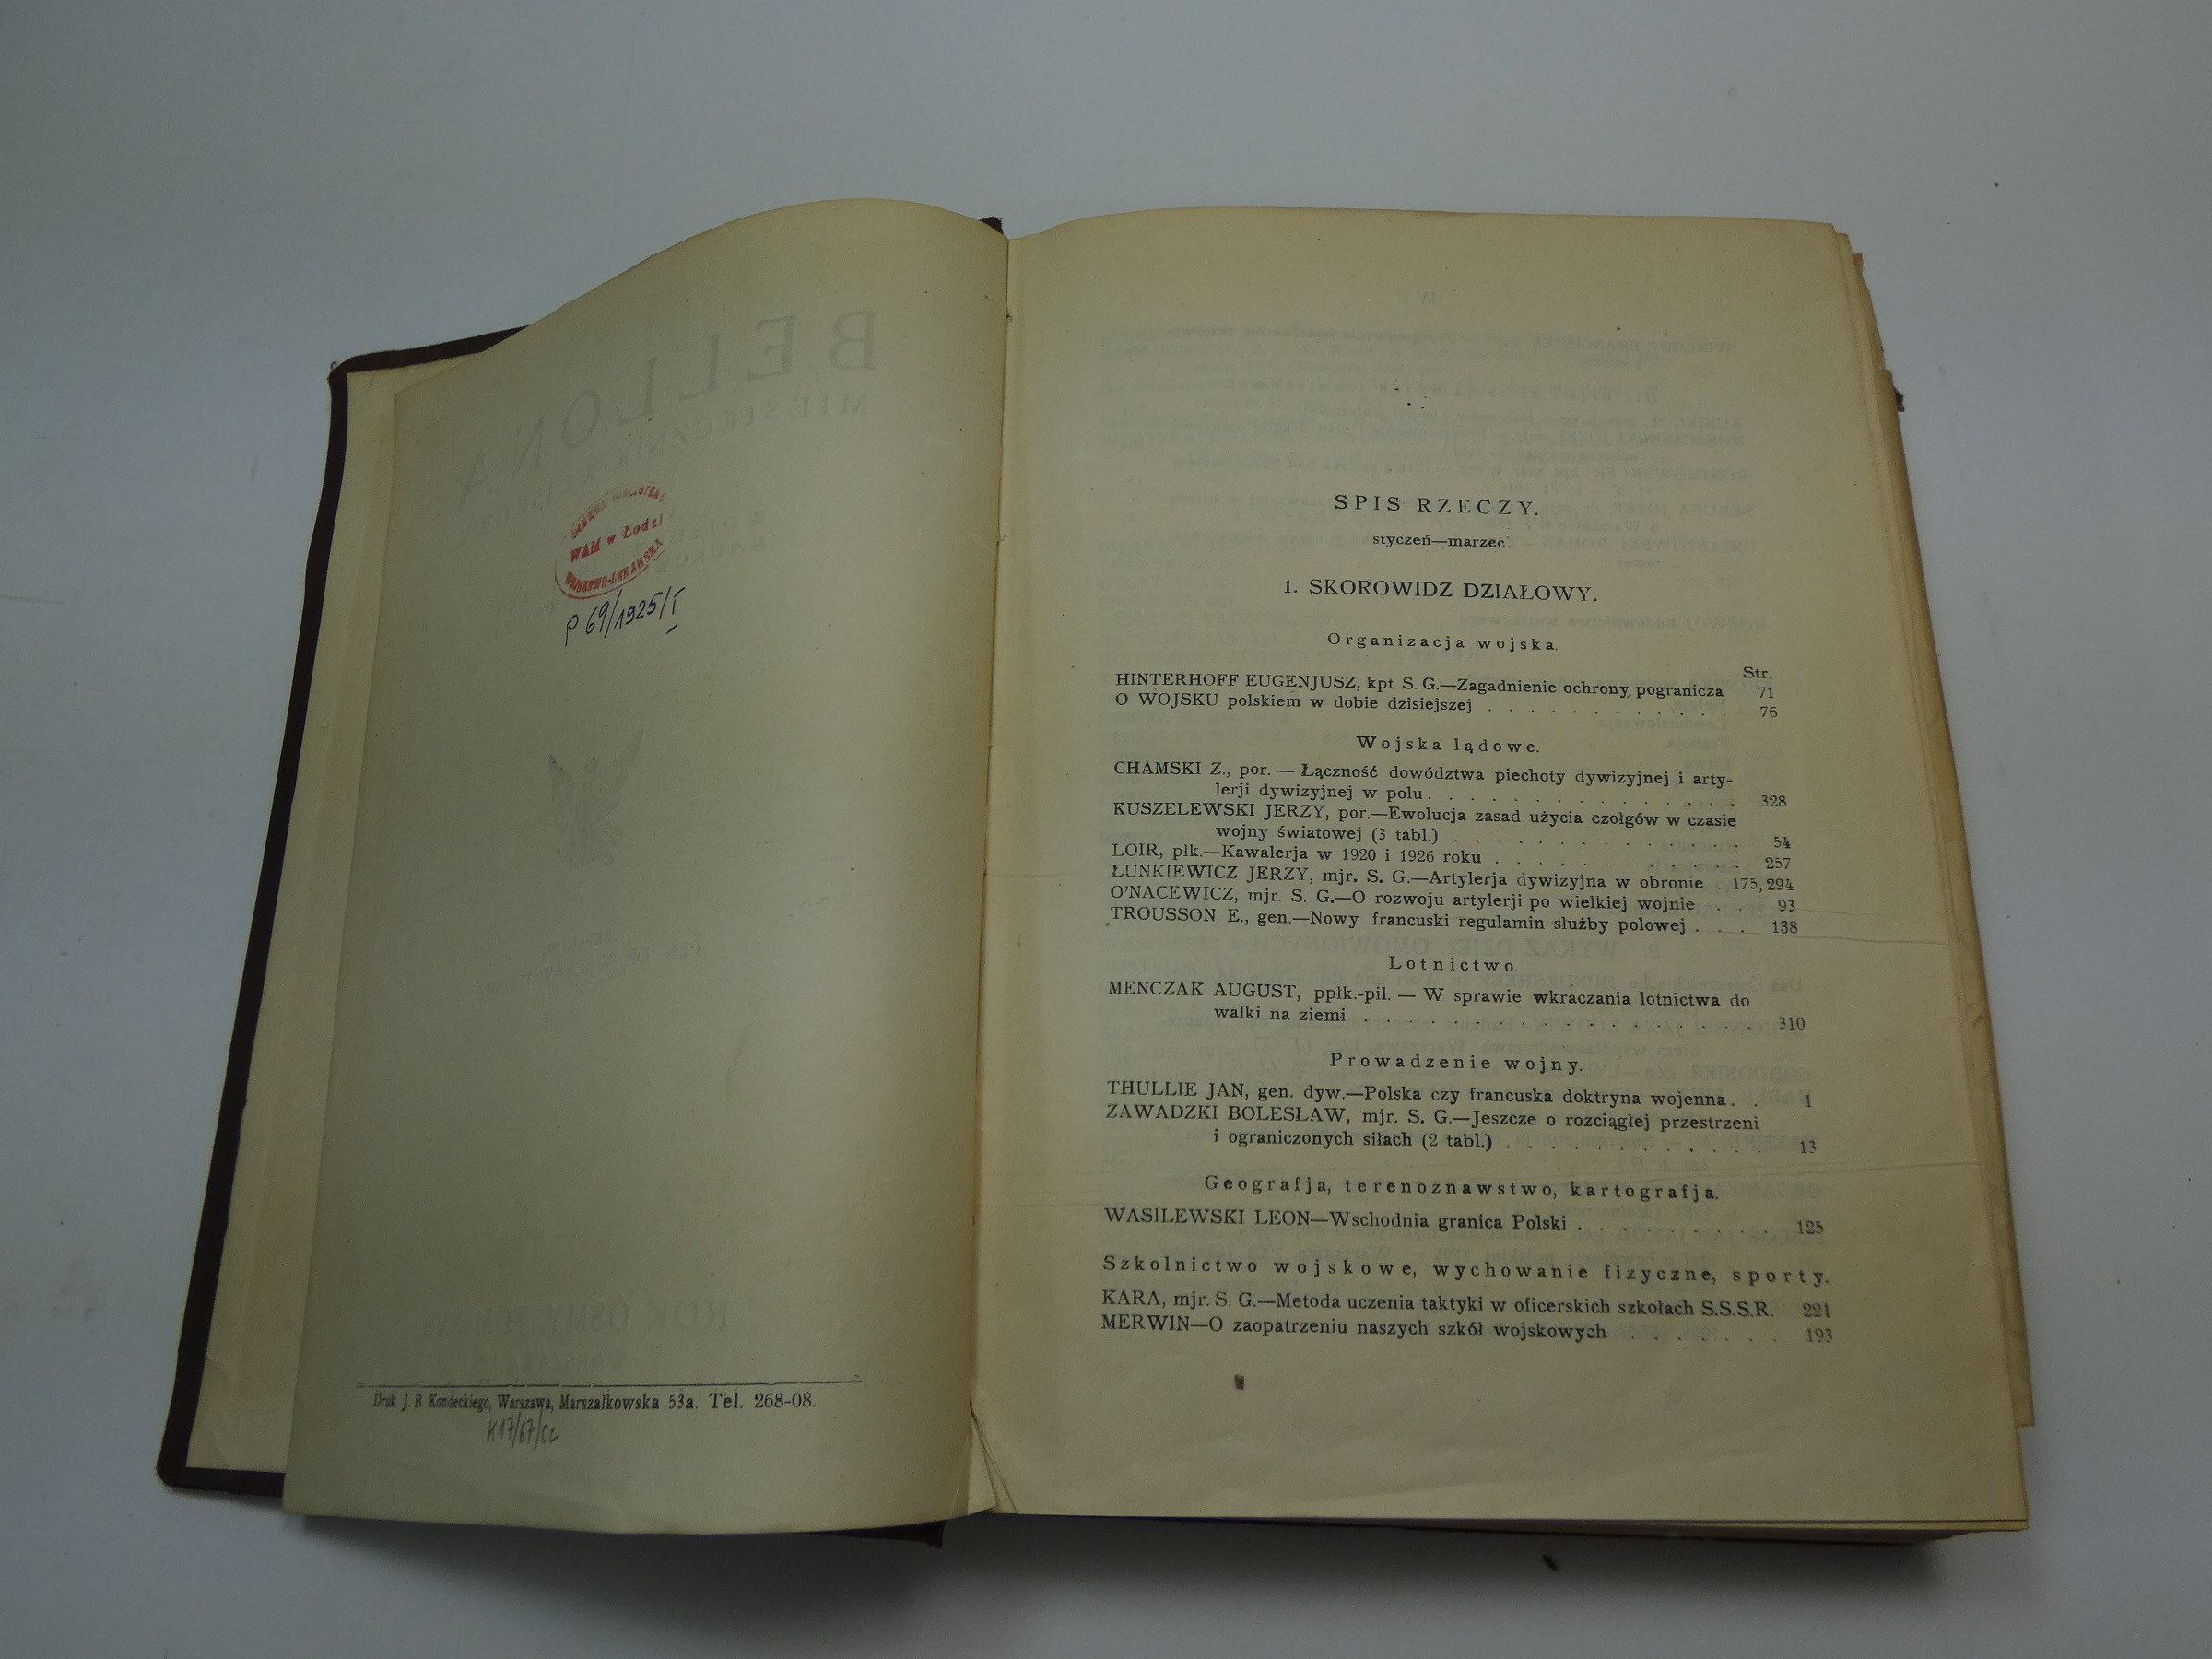 BELLONA
WAM w Łodzi
WOJSKOWO-LEKARSKA
P 69/1925/I
ROK ÓSMY
Druk. J. B. Kondeckiego, Warszawa, Marszałkowska 53a. Tel. 268-08.
K17/67/Cz
SPIS RZECZY.
styczeń—marzec
1. SKOROWIDZ DZIAŁOWY.
Organizacja wojska.
Str.
HINTERHOFF EUGENJUSZ, kpt. S. G.—Zagadnienie ochrony pogranicza 71
O WOJSKU polskiem w dobie dzisiejszej . . . . . . . . . . . 76
Wojska lądowe.
CHAMSKI Z., por. — Łączność dowództwa piechoty dywizyjnej i arty-
lerji dywizyjnej w polu . . . . . . . . . . . . . . 328
KUSZELEWSKI JERZY, por.—Ewolucja zasad użycia czołgów w czasie
wojny światowej (3 tabl.) . . . . . . . . . . . . . 54
LOIR, płk.—Kawalerja w 1920 i 1926 roku . . . . . . . . . . . 257
ŁUNKIEWICZ JERZY, mjr. S. G.—Artylerja dywizyjna w obronie . 175, 294
O'NACEWICZ, mjr. S. G.—O rozwoju artylerji po wielkiej wojnie . . 93
TROUSSON E., gen.—Nowy francuski regulamin służby polowej . . . 138
Lotnictwo.
MENCZAK AUGUST, ppłk.-pil. — W sprawie wkraczania lotnictwa do
walki na ziemi . . . . . . . . . . . . . . . . . 310
Prowadzenie wojny.
THULLIE JAN, gen. dyw.—Polska czy francuska doktryna wojenna . . 1
ZAWADZKI BOLESŁAW, mjr. S. G.—Jeszcze o rozciągłej przestrzeni
i ograniczonych siłach (2 tabl.) . . . . . . . . . . . 13
Geografja, terenoznawstwo, kartografja.
WASILEWSKI LEON—Wschodnia granica Polski . . . . . . . . . 125
Szkolnictwo wojskowe, wychowanie fizyczne, sporty.
KARA, mjr. S. G.—Metoda uczenia taktyki w oficerskich szkołach S.S.S.R. 221
MERWIN—O zaopatrzeniu naszych szkół wojskowych . . . . . . . 193